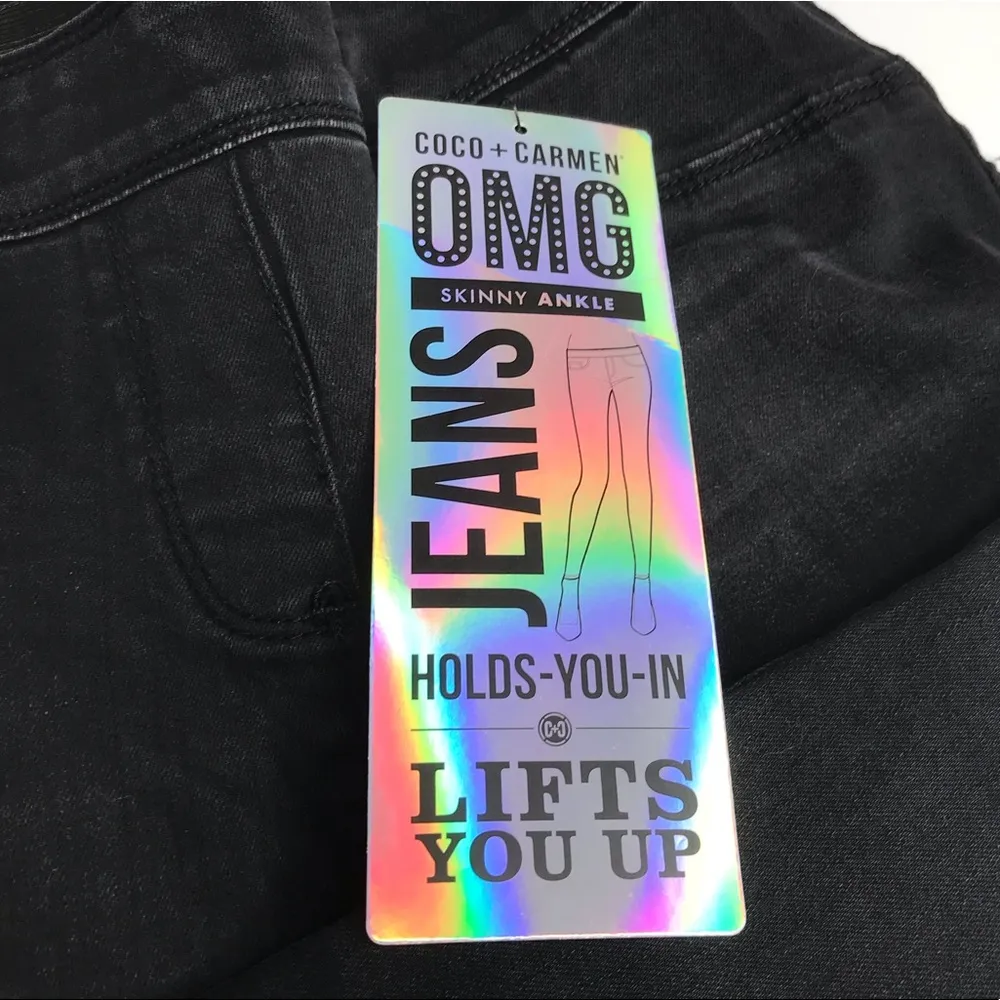 COCO + CARMEN
OMG
SKINNY ANKLE
JEANS
HOLDS-YOU-IN
C+C
LIFTS
YOU UP